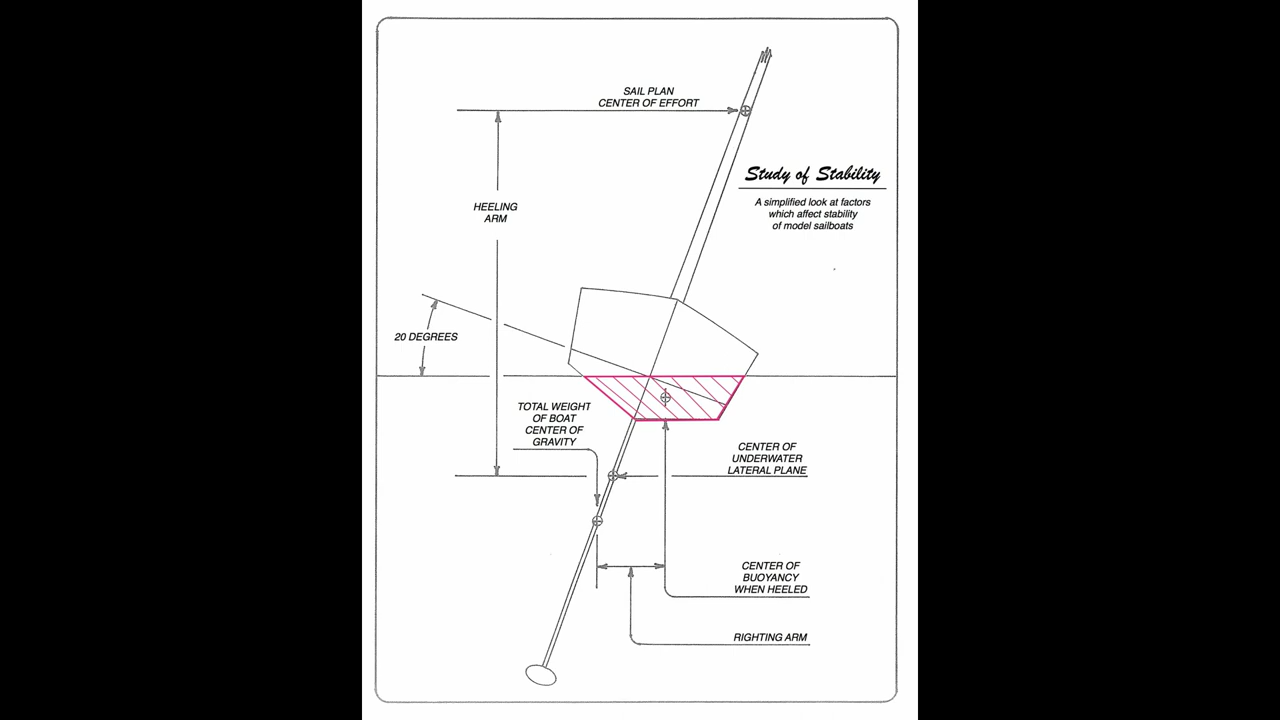 SAIL PLAN
CENTER OF EFFORT
Study of Stability
A simplified look at factors
which affect stability
of model sailboats
HEELING
ARM
20 DEGREES
TOTAL WEIGHT
OF BOAT
CENTER OF
GRAVITY
CENTER OF
UNDERWATER
LATERAL PLANE
CENTER OF
BUOYANCY
WHEN HEELED
RIGHTING ARM